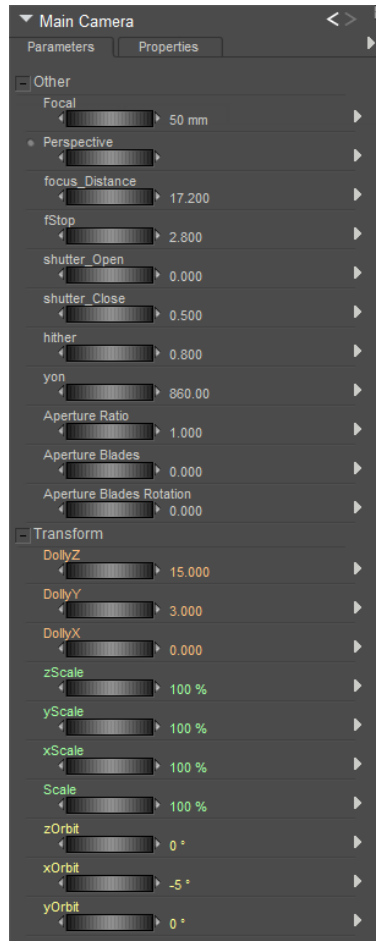 Main Camera
Parameters Properties
Other
Focal
50 mm
Perspective
focus_Distance
17.200
fStop
2.800
shutter_Open
0.000
shutter_Close
0.500
hither
0.800
yon
860.00
Aperture Ratio
1.000
Aperture Blades
0.000
Aperture Blades Rotation
0.000
Transform
DollyZ
15.000
DollyY
3.000
DollyX
0.000
zScale
100 %
yScale
100 %
xScale
100 %
Scale
100 %
zOrbit
0 °
xOrbit
-5 °
yOrbit
0 °